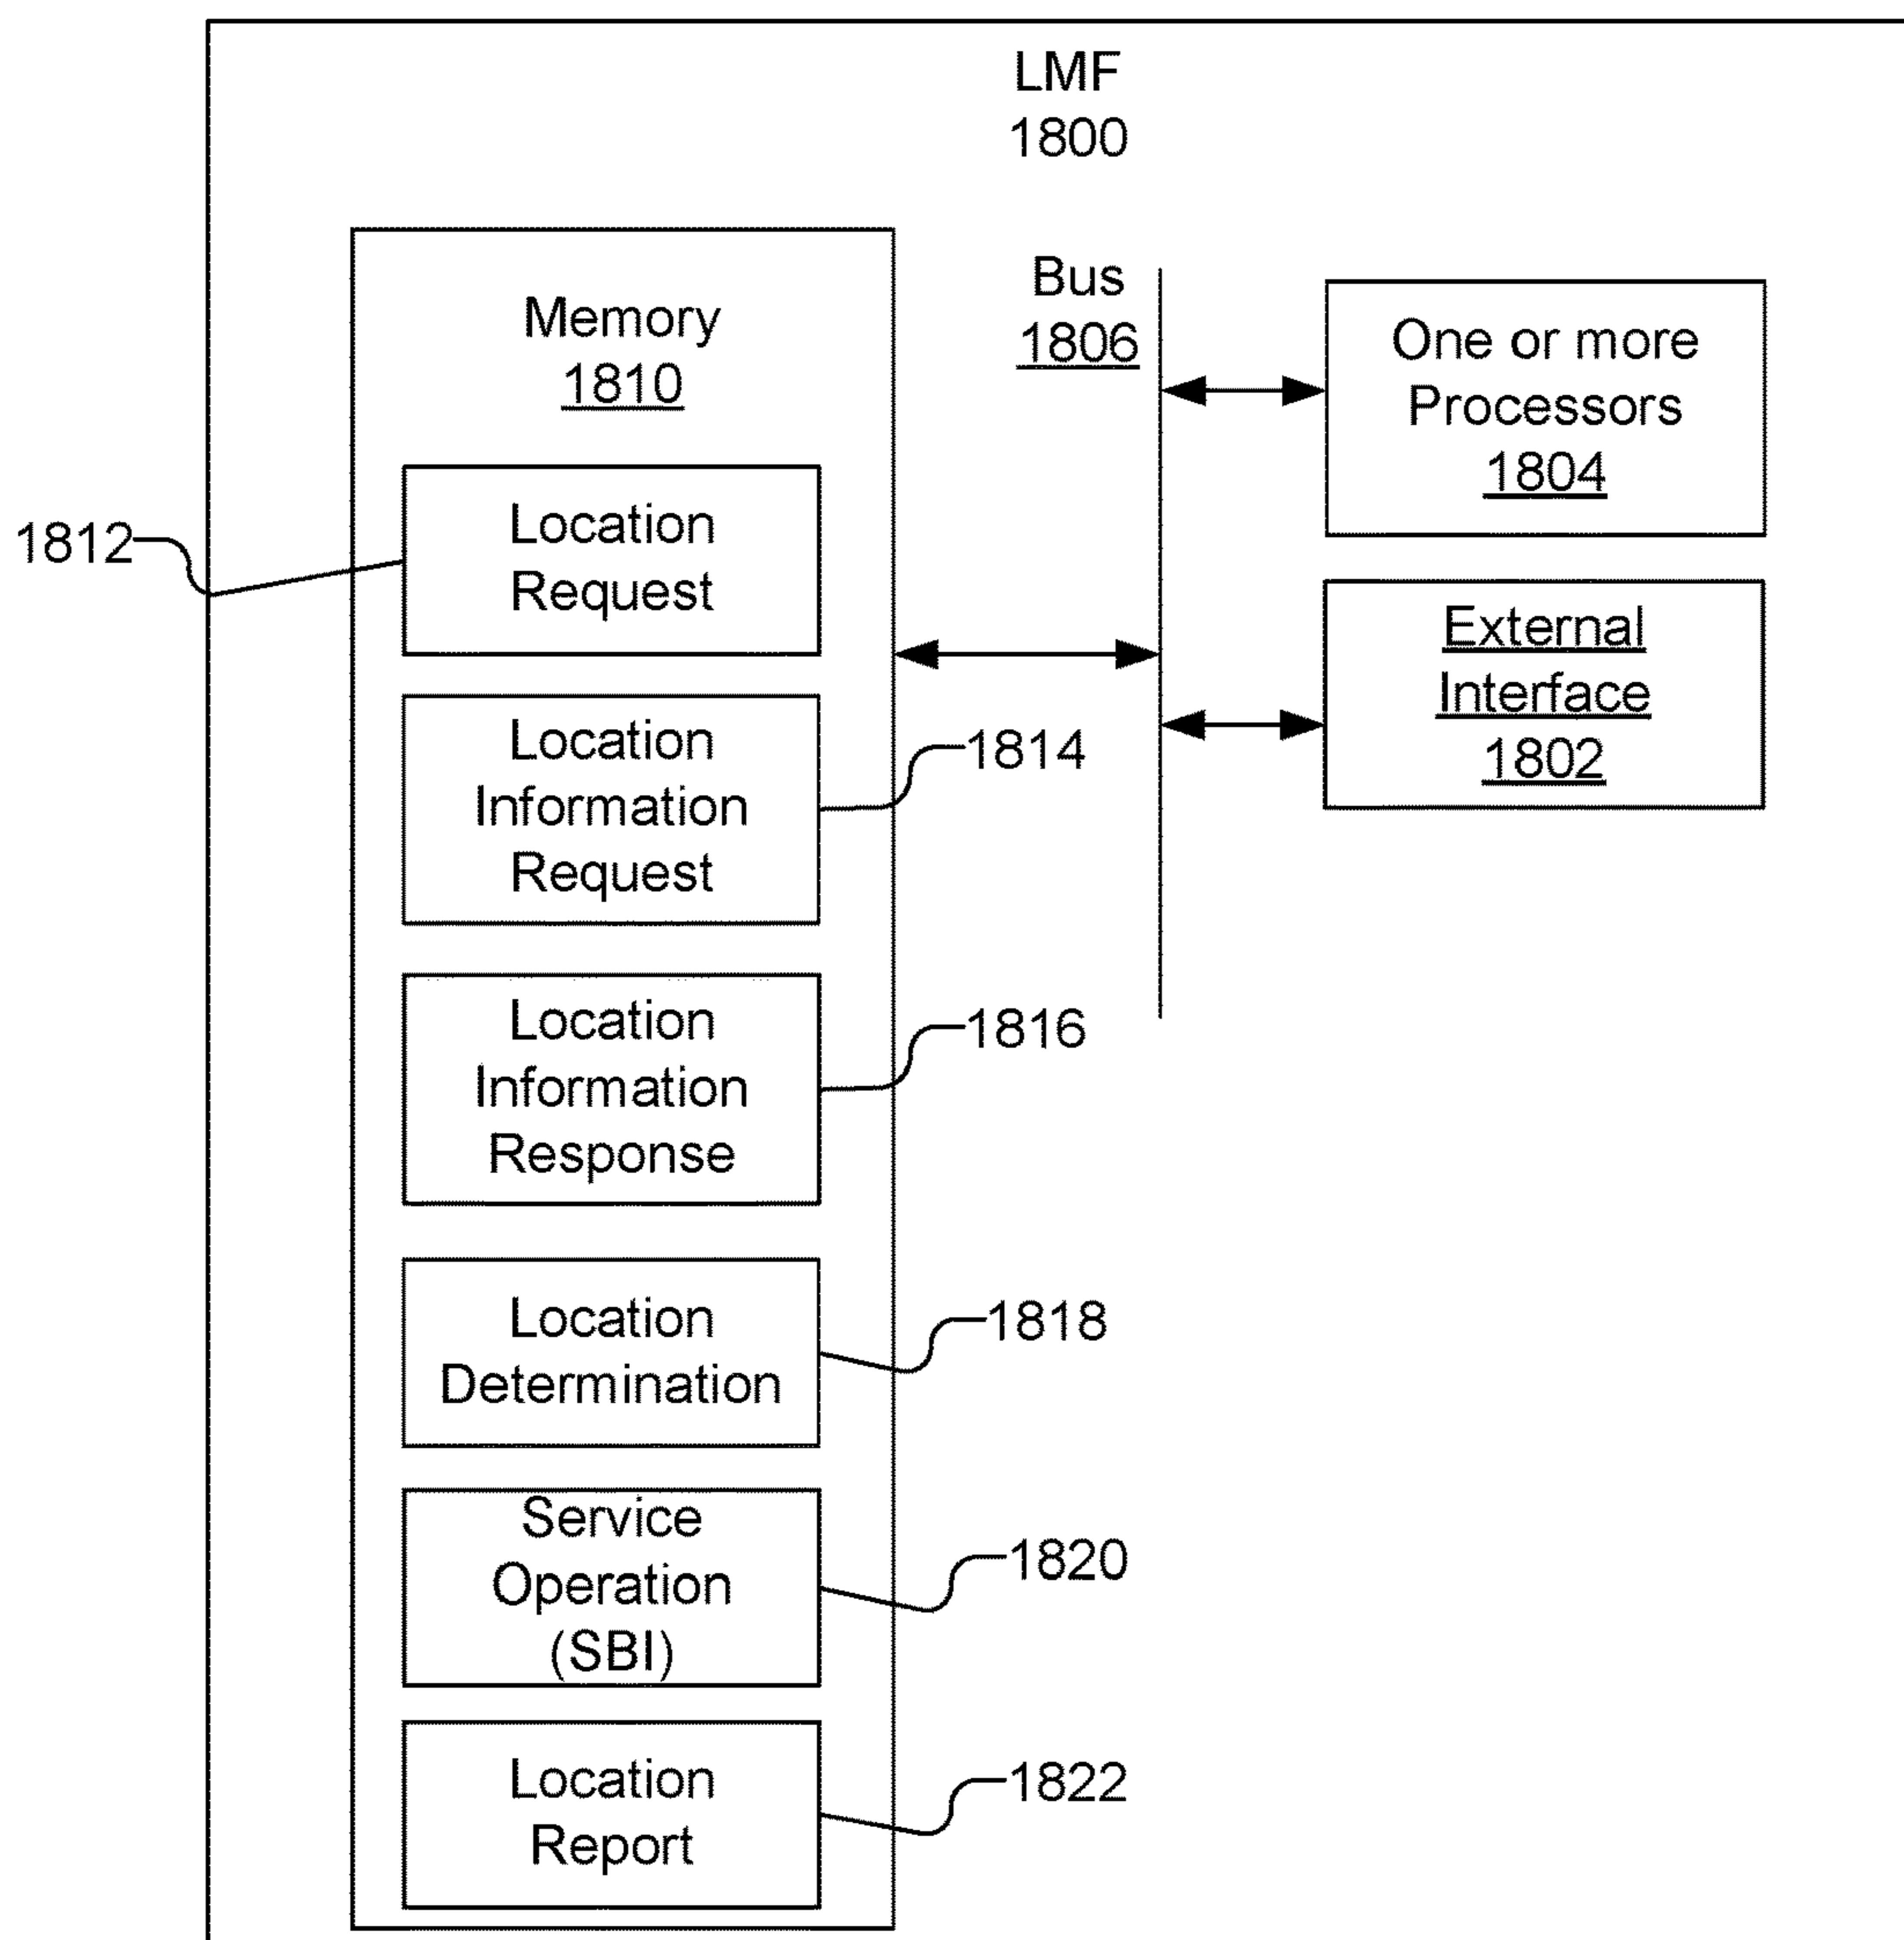 LMF
1800
Memory
1810
Bus
1806
One or more
Processors
1804
External
Interface
1802
1812
Location
Request
Location
Information
Request
1814
Location
Information
Response
1816
Location
Determination
1818
Service
Operation
(SBI)
1820
Location
Report
1822